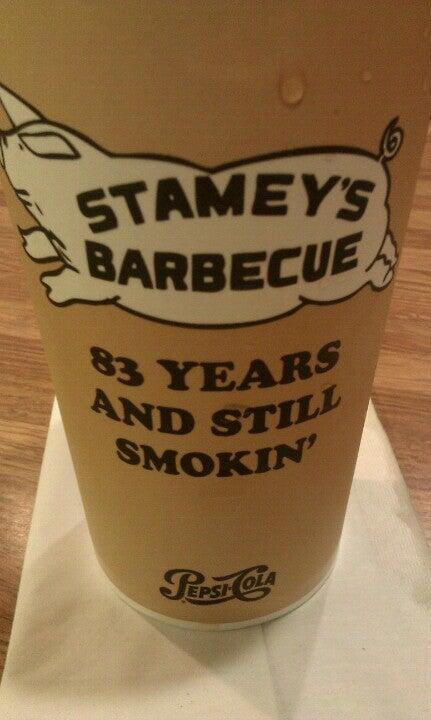 STAMEY'S
BARBECUE
83 YEARS
AND STILL
SMOKIN'
PEPSI-COLA